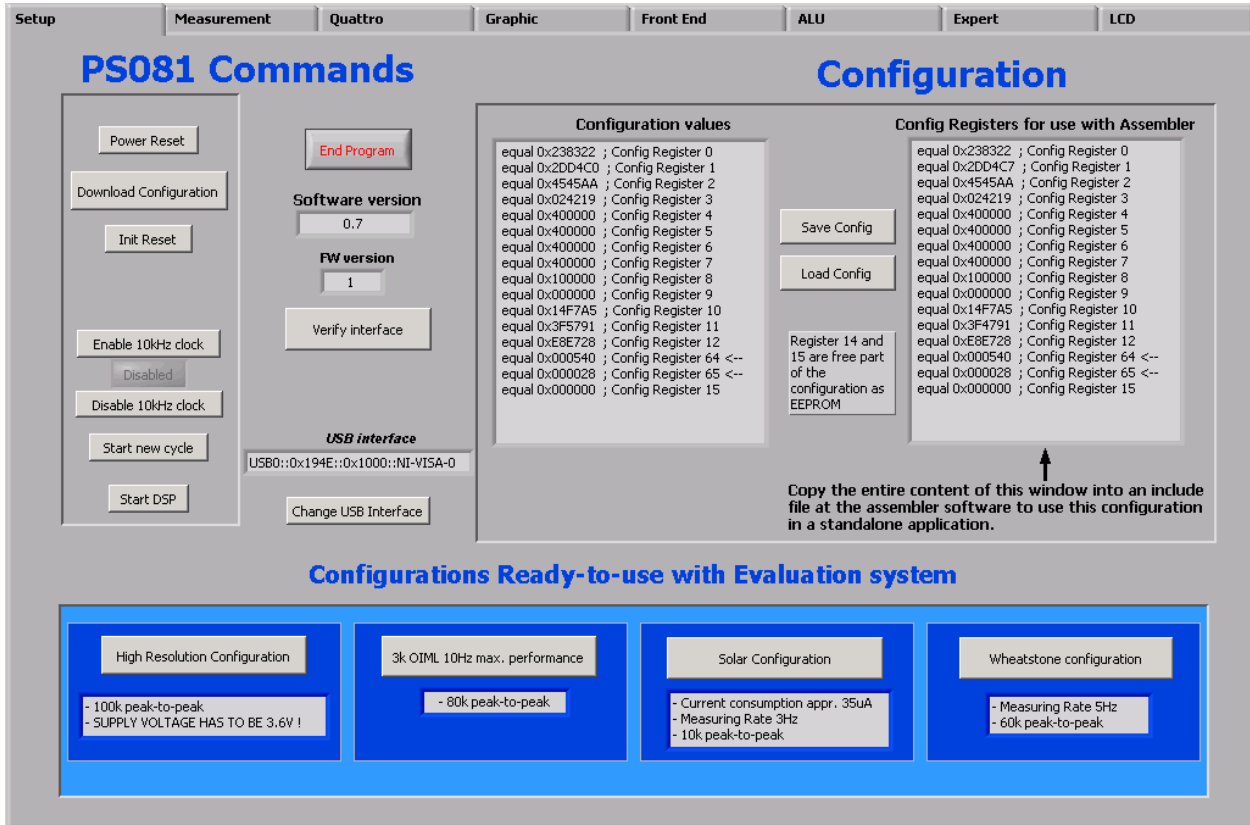 Setup
Measurement
Quattro
Graphic
Front End
ALU
Expert
LCD
PS081 Commands
Power Reset
Download Configuration
Init Reset
Enable 10kHz clock
Disabled
Disable 10kHz clock
Start new cycle
Start DSP
End Program
Software version
0.7
FW version
1
Verify interface
USB interface
USB0::0x194E::0x1000::NI-VISA-0
Change USB Interface
Configuration
Configuration values
equal 0x238322 ; Config Register 0
equal 0x2DD4C0 ; Config Register 1
equal 0x4545AA ; Config Register 2
equal 0x024219 ; Config Register 3
equal 0x400000 ; Config Register 4
equal 0x400000 ; Config Register 5
equal 0x400000 ; Config Register 6
equal 0x400000 ; Config Register 7
equal 0x100000 ; Config Register 8
equal 0x000000 ; Config Register 9
equal 0x14F7A5 ; Config Register 10
equal 0x3F5791 ; Config Register 11
equal 0xE8E728 ; Config Register 12
equal 0x000540 ; Config Register 64 <--
equal 0x000028 ; Config Register 65 <--
equal 0x000000 ; Config Register 15
Save Config
Load Config
Register 14 and
15 are free part
of the
configuration as
EEPROM
Config Registers for use with Assembler
equal 0x238322 ; Config Register 0
equal 0x2DD4C7 ; Config Register 1
equal 0x4545AA ; Config Register 2
equal 0x024219 ; Config Register 3
equal 0x400000 ; Config Register 4
equal 0x400000 ; Config Register 5
equal 0x400000 ; Config Register 6
equal 0x400000 ; Config Register 7
equal 0x100000 ; Config Register 8
equal 0x000000 ; Config Register 9
equal 0x14F7A5 ; Config Register 10
equal 0x3F4791 ; Config Register 11
equal 0xE8E728 ; Config Register 12
equal 0x000540 ; Config Register 64 <--
equal 0x000028 ; Config Register 65 <--
equal 0x000000 ; Config Register 15
Copy the entire content of this window into an include
file at the assembler software to use this configuration
in a standalone application.
Configurations Ready-to-use with Evaluation system
High Resolution Configuration
- 100k peak-to-peak
- SUPPLY VOLTAGE HAS TO BE 3.6V !
3k OIML 10Hz max. performance
- 80k peak-to-peak
Solar Configuration
- Current consumption appr. 35uA
- Measuring Rate 3Hz
- 10k peak-to-peak
Wheatstone configuration
- Measuring Rate 5Hz
- 60k peak-to-peak